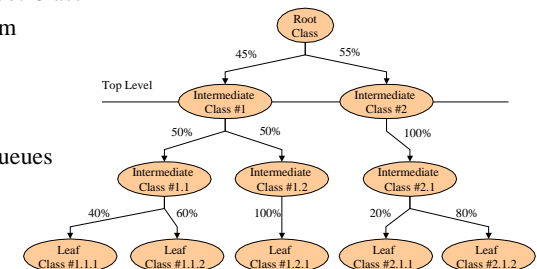 m
Root
Class
45%
55%
Top Level
Intermediate
Class #1
Intermediate
Class #2
50%
50%
100%
ueues
Intermediate
Class #1.1
Intermediate
Class #1.2
Intermediate
Class #2.1
40%
60%
100%
20%
80%
Leaf
Class #1.1.1
Leaf
Class #1.1.2
Leaf
Class #1.2.1
Leaf
Class #2.1.1
Leaf
Class #2.1.2